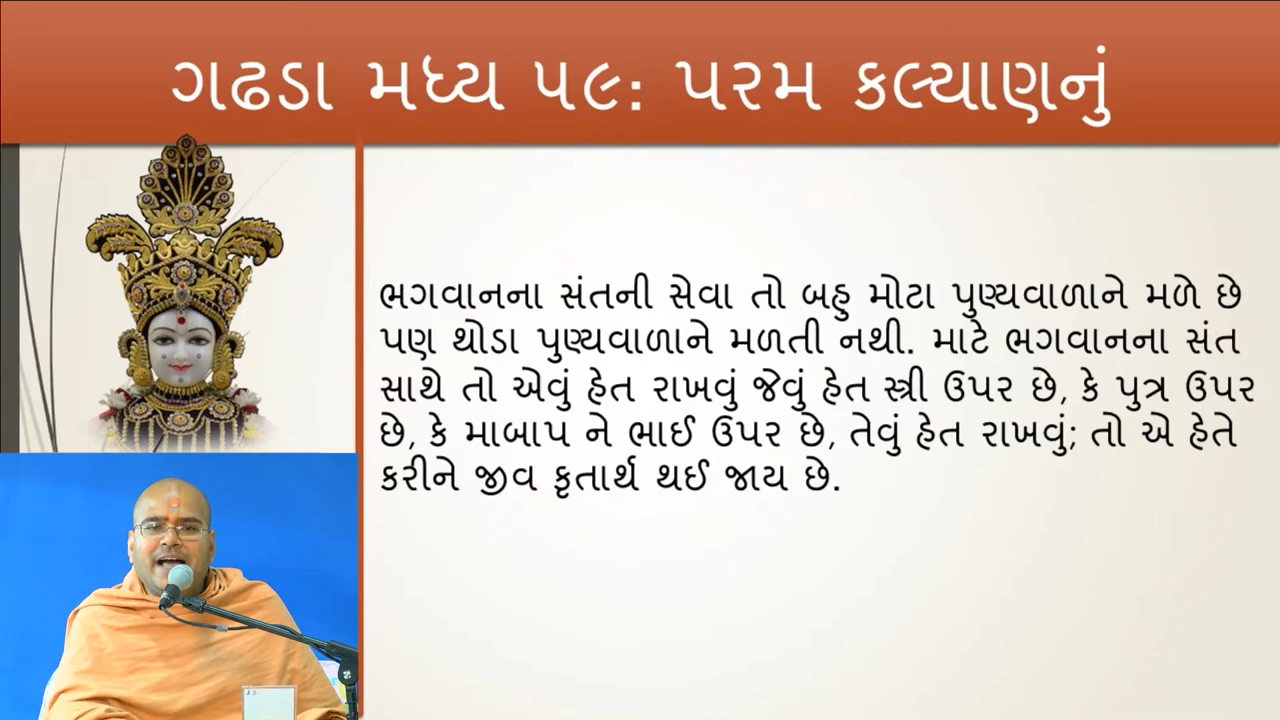 ગઢડા મધ્ય ૫૯: પરમ કલ્યાણનું
ભગવાનના સંતની સેવા તો બહુ મોટા પુણ્યવાળાને મળે છે
પણ થોડા પુણ્યવાળાને મળતી નથી. માટે ભગવાનના સંત
સાથે તો એવું હેત રાખવું જેવું હેત સ્ત્રી ઉપર છે, કે પુત્ર ઉપર
છે, કે માબાપ ને ભાઈ ઉપર છે, તેવું હેત રાખવું; તો એ હેતે
કરીને જીવ કૃતાર્થ થઈ જાય છે.